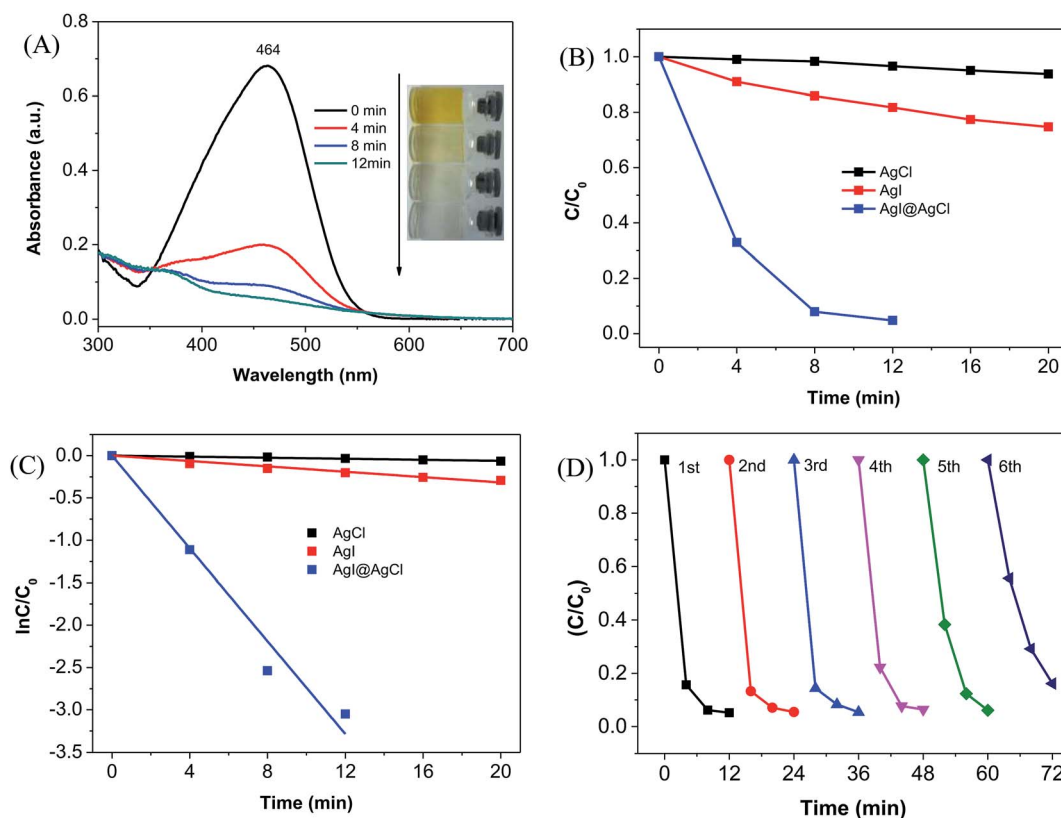 (A)
0.8
0.6
0.4
0.2
0.0
Absorbance (a.u.)
464
0 min
4 min
8 min
12min
300 400 500 600 700
Wavelength (nm)
(B)
1.0
0.8
0.6
0.4
0.2
0.0
C/C0
AgCl
AgI
AgI@AgCl
0 4 8 12 16 20
Time (min)
(C)
0.0
-0.5
-1.0
-1.5
-2.0
-2.5
-3.0
-3.5
lnC/C0
AgCl
AgI
AgI@AgCl
0 4 8 12 16 20
Time (min)
(D)
1.0
0.8
0.6
0.4
0.2
0.0
(C/C0)
1st 2nd 3rd 4th 5th 6th
0 12 24 36 48 60 72
Time (min)